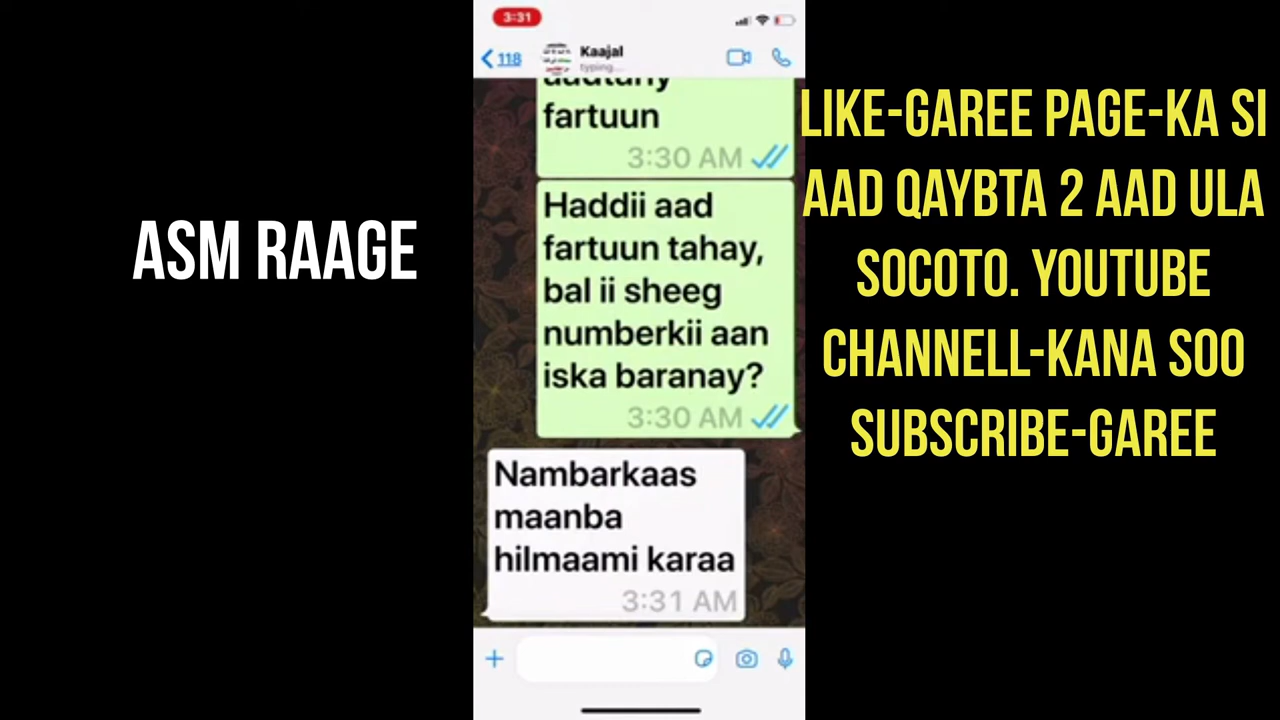 3:31
118
Kaajal
typing...
fartuun
3:30 AM
Haddii aad
fartuun tahay,
bal ii sheeg
numberkii aan
iska baranay?
3:30 AM
Nambarkaas
maanba
hilmaami karaa
3:31 AM
ASM RAAGE
LIKE-GAREE PAGE-KA SI
AAD QAYBTA 2 AAD ULA
SOCOTO. YOUTUBE
CHANNELL-KANA SOO
SUBSCRIBE-GAREE